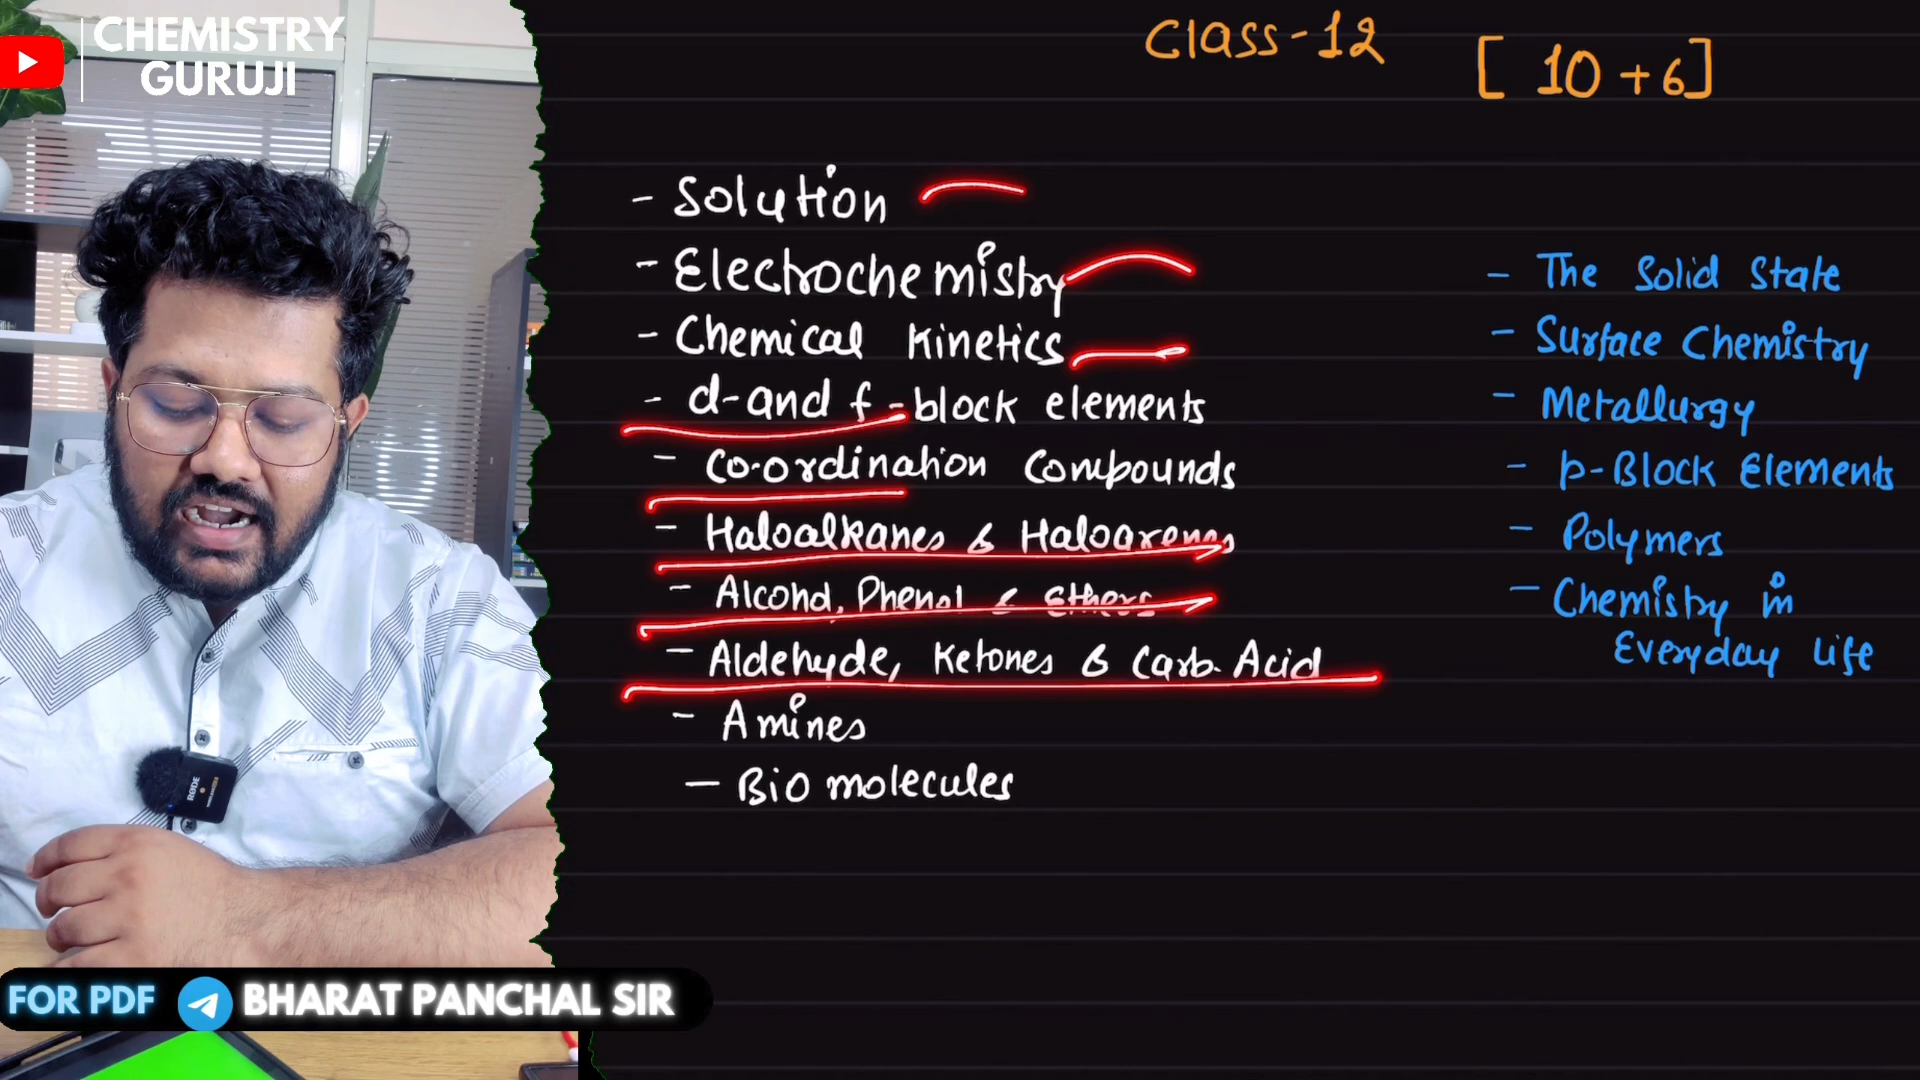 CHEMISTRY
GURUJI
Class-12
[ 10 + 6 ]
- Solution
- Electrochemistry
- Chemical Kinetics
- d-and f-block elements
- Co-ordination Compounds
- Haloalkanes & Haloarenes
- Alcohol, Phenol & Ethers
- Aldehyde, Ketones & Carb. Acid
- Amines
- Bio molecules
- The Solid State
- Surface Chemistry
- Metallurgy
- p-Block Elements
- Polymers
- Chemistry in
Everyday Life
RØDE
FOR PDF BHARAT PANCHAL SIR